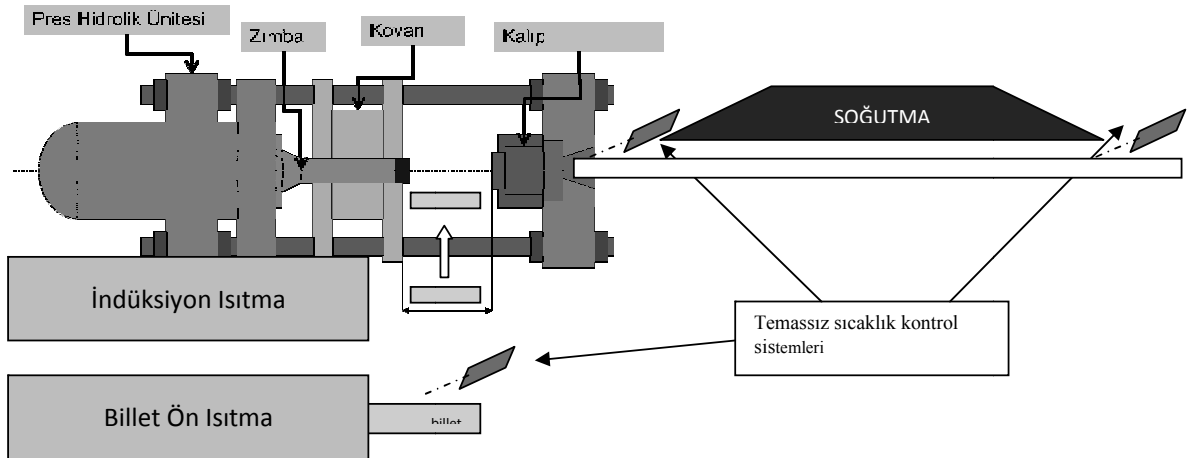 Pres Hidrolik Ünitesi
Zımba
Kovan
Kalıp
SOĞUTMA
İndüksiyon Isıtma
Temassız sıcaklık kontrol
sistemleri
Billet Ön Isıtma
billet